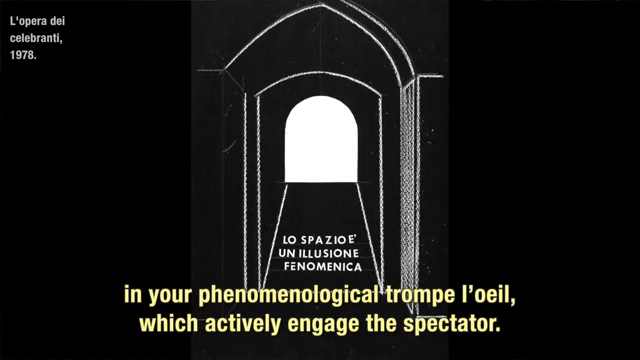 L'opera dei
celebranti,
1978.
LO SPAZIO E'
UN ILLUSIONE
FENOMENICA
in your phenomenological trompe l’oeil,
which actively engage the spectator.